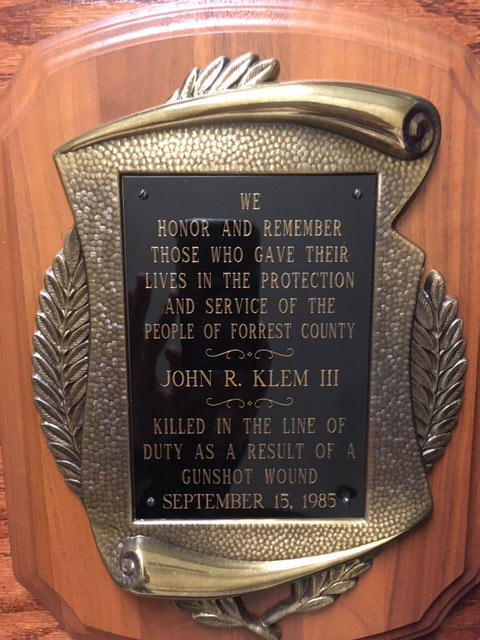 WE
HONOR AND REMEMBER
THOSE WHO GAVE THEIR
LIVES IN THE PROTECTION
AND SERVICE OF THE
PEOPLE OF FORREST COUNTY
JOHN R. KLEM III
KILLED IN THE LINE OF
DUTY AS A RESULT OF A
GUNSHOT WOUND
SEPTEMBER 15, 1985